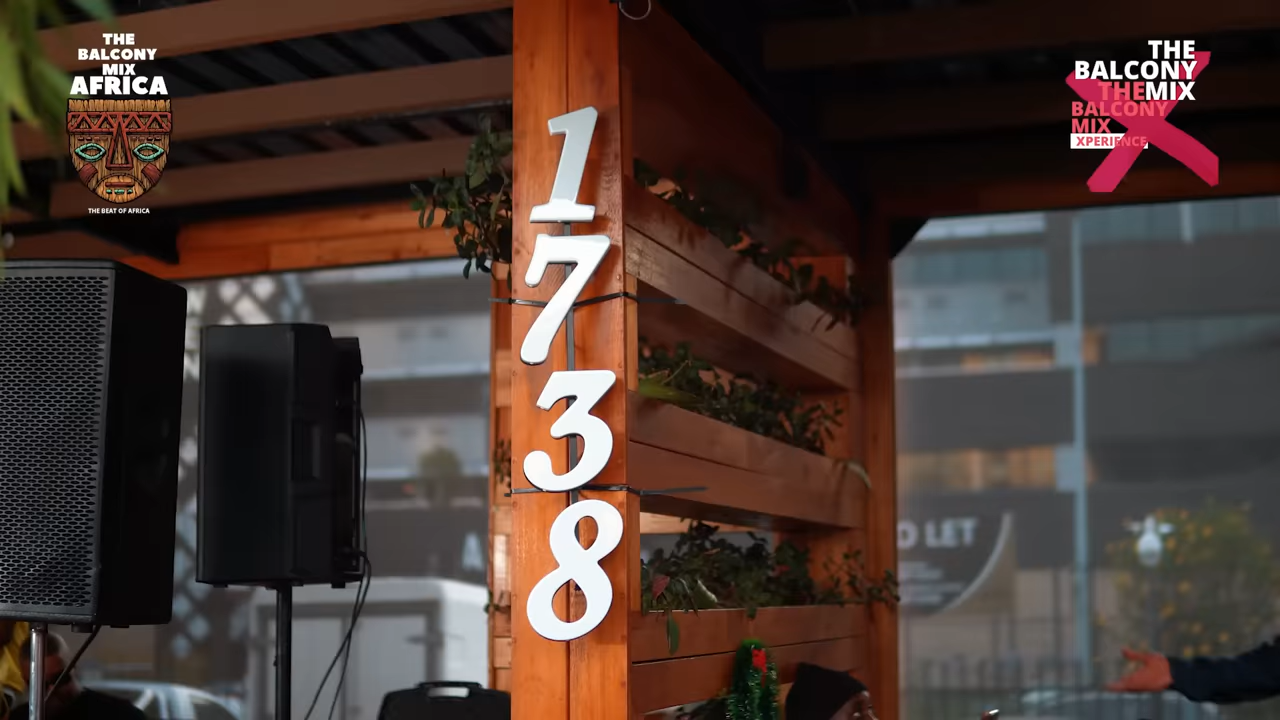 THE
BALCONY
MIX
AFRICA
THE BEAT OF AFRICA
THE
BALCONY
MIX
THE
BALCONY
MIX
XPERIENCE
1
7
3
8
O LET